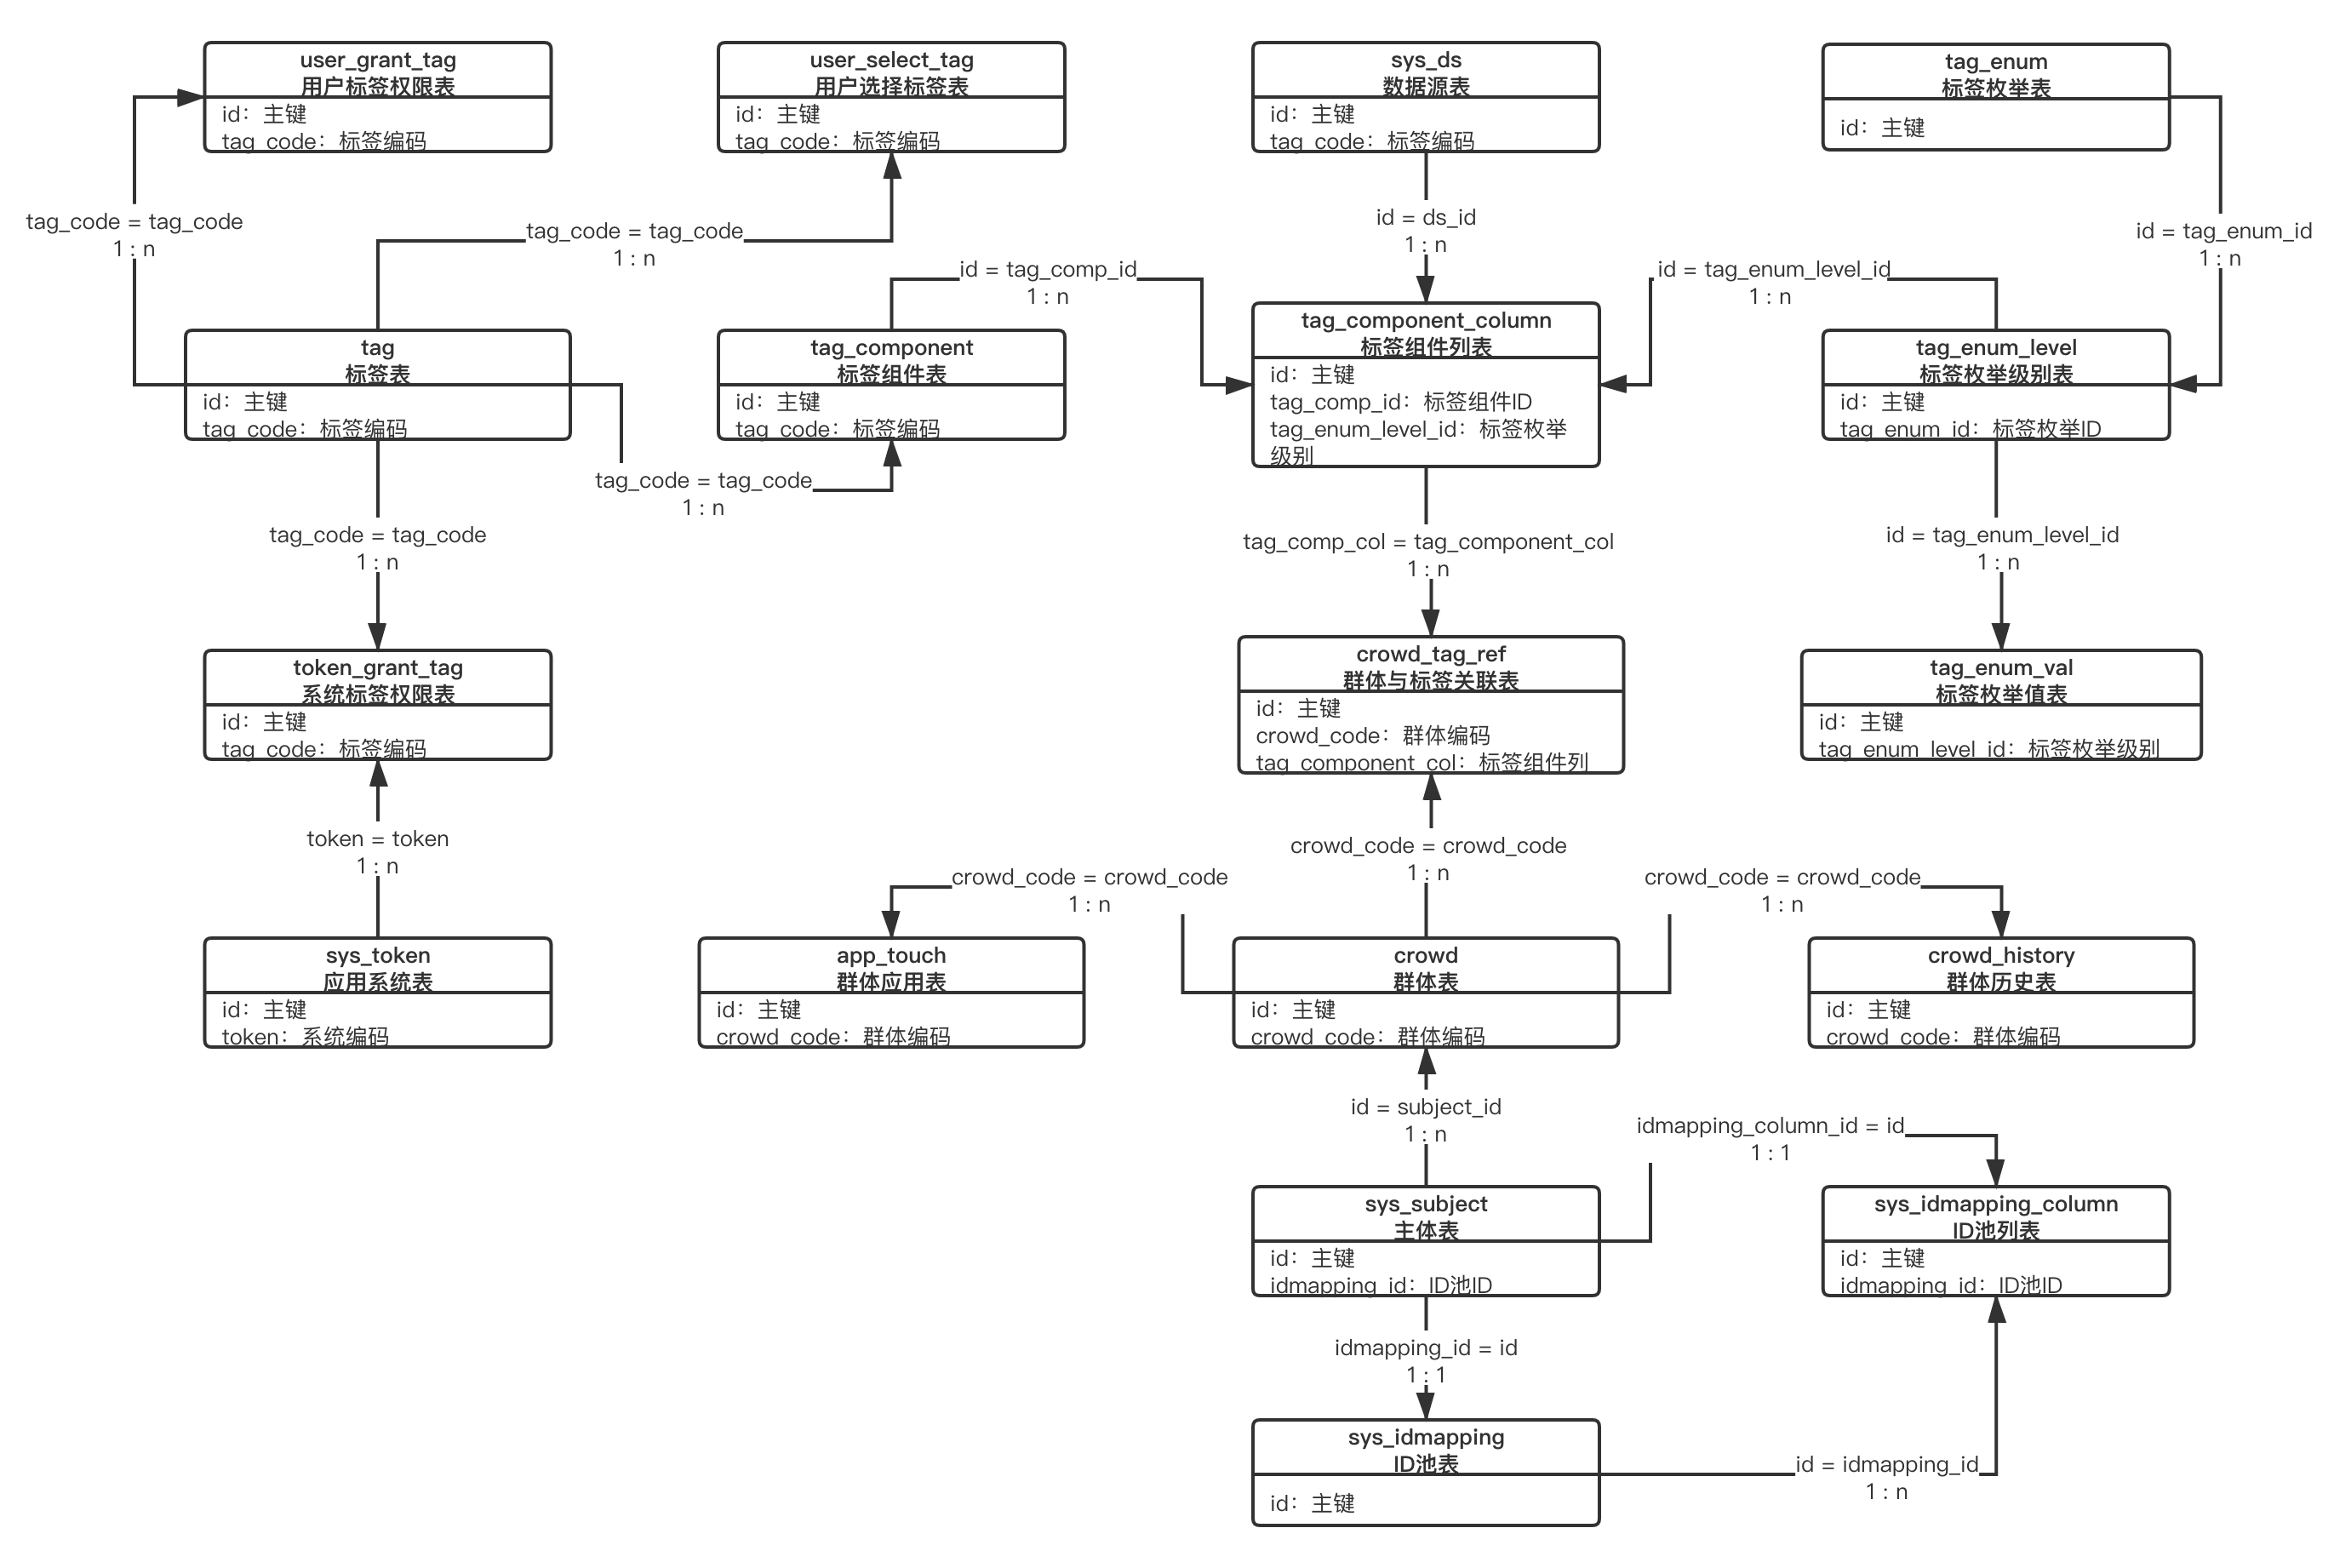 user_grant_tag
用户标签权限表
id：主键
tag_code：标签编码
user_select_tag
用户选择标签表
id：主键
tag_code：标签编码
sys_ds
数据源表
id：主键
tag_code：标签编码
tag_enum
标签枚举表
id：主键
tag_code = tag_code
1 : n
tag_code = tag_code
1 : n
id = ds_id
1 : n
id = tag_enum_id
1 : n
id = tag_comp_id
1 : n
id = tag_enum_level_id
1 : n
tag
标签表
id：主键
tag_code：标签编码
tag_component
标签组件表
id：主键
tag_code：标签编码
tag_component_column
标签组件列表
id：主键
tag_comp_id：标签组件ID
tag_enum_level_id：标签枚举
级别
tag_enum_level
标签枚举级别表
id：主键
tag_enum_id：标签枚举ID
tag_code = tag_code
1 : n
tag_code = tag_code
1 : n
tag_comp_col = tag_component_col
1 : n
id = tag_enum_level_id
1 : n
token_grant_tag
系统标签权限表
id：主键
tag_code：标签编码
crowd_tag_ref
群体与标签关联表
id：主键
crowd_code：群体编码
tag_component_col：标签组件列
tag_enum_val
标签枚举值表
id：主键
tag_enum_level_id：标签枚举级别
token = token
1 : n
crowd_code = crowd_code
1 : n
crowd_code = crowd_code
1 : n
crowd_code = crowd_code
1 : n
sys_token
应用系统表
id：主键
token：系统编码
app_touch
群体应用表
id：主键
crowd_code：群体编码
crowd
群体表
id：主键
crowd_code：群体编码
crowd_history
群体历史表
id：主键
crowd_code：群体编码
id = subject_id
1 : n
idmapping_column_id = id
1 : 1
sys_subject
主体表
id：主键
idmapping_id：ID池ID
sys_idmapping_column
ID池列表
id：主键
idmapping_id：ID池ID
idmapping_id = id
1 : 1
sys_idmapping
ID池表
id：主键
id = idmapping_id
1 : n